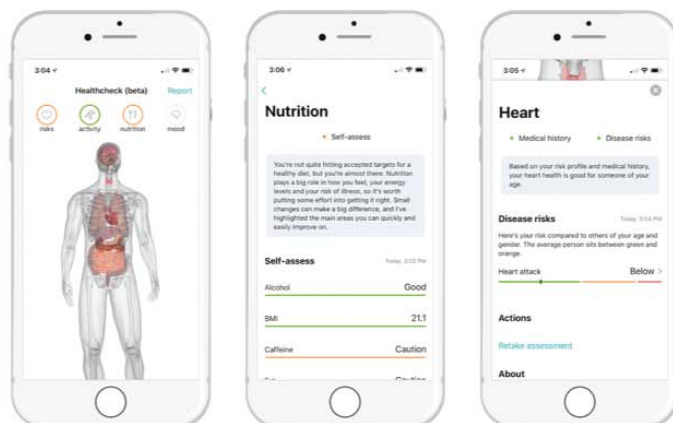 3:04
Healthcheck (beta) Report
risks activity nutrition mood
3:06
Nutrition
Self-assess
You're not quite hitting accepted targets for a
healthy diet, but you're almost there. Nutrition
plays a big role in how you feel, your energy
levels and your risk of illness, so it's worth
putting some effort into getting it right. Small
changes can make a big difference, and I've
highlighted the main areas you can quickly and
easily improve on.
Self-assess Today, 3:02 PM
Alcohol Good
BMI 21.1
Caffeine Caution
Caution
3:05
Heart
Medical history Disease risks
Based on your risk profile and medical history,
your heart health is good for someone of your
age.
Disease risks Today, 3:04 PM
Here's your risk compared to others of your age and
gender. The average person sits between green and
orange.
Heart attack Below
Actions
Retake assessment
About